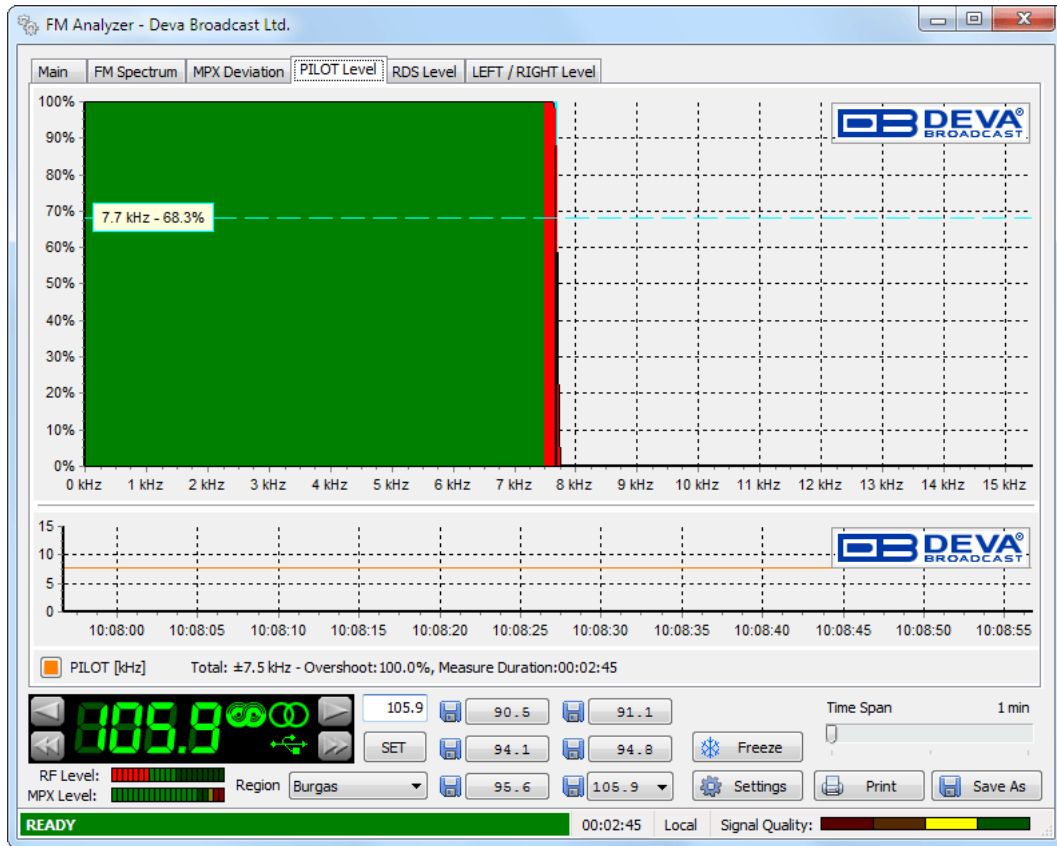 FM Analyzer - Deva Broadcast Ltd.
Main FM Spectrum MPX Deviation PILOT Level RDS Level LEFT / RIGHT Level
100%
90%
80%
70%
60%
50%
40%
30%
20%
10%
0%
7.7 kHz - 68.3%
DEVA®
BROADCAST
0 kHz 1 kHz 2 kHz 3 kHz 4 kHz 5 kHz 6 kHz 7 kHz 8 kHz 9 kHz 10 kHz 11 kHz 12 kHz 13 kHz 14 kHz 15 kHz
15
10
5
0
DEVA®
BROADCAST
10:08:00 10:08:05 10:08:10 10:08:15 10:08:20 10:08:25 10:08:30 10:08:35 10:08:40 10:08:45 10:08:50 10:08:55
PILOT [kHz] Total: ±7.5 kHz - Overshoot:100.0%, Measure Duration:00:02:45
105.9 105.9 90.5 91.1 Time Span 1 min
SET 94.1 94.8 Freeze
RF Level:
MPX Level:
Region Burgas 95.6 105.9 Settings Print Save As
READY 00:02:45 Local Signal Quality: